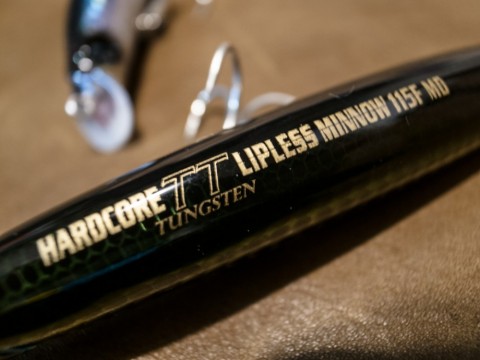 HARDCORE TT LIPLESS MINNOW 115F MD
TUNGSTEN